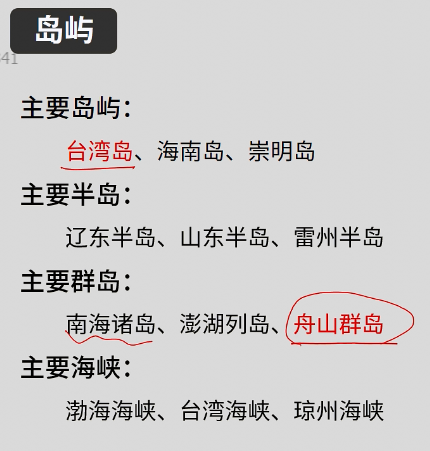 岛屿
41
主要岛屿：
台湾岛、海南岛、崇明岛
主要半岛：
辽东半岛、山东半岛、雷州半岛
主要群岛：
南海诸岛、澎湖列岛、舟山群岛
主要海峡：
渤海海峡、台湾海峡、琼州海峡